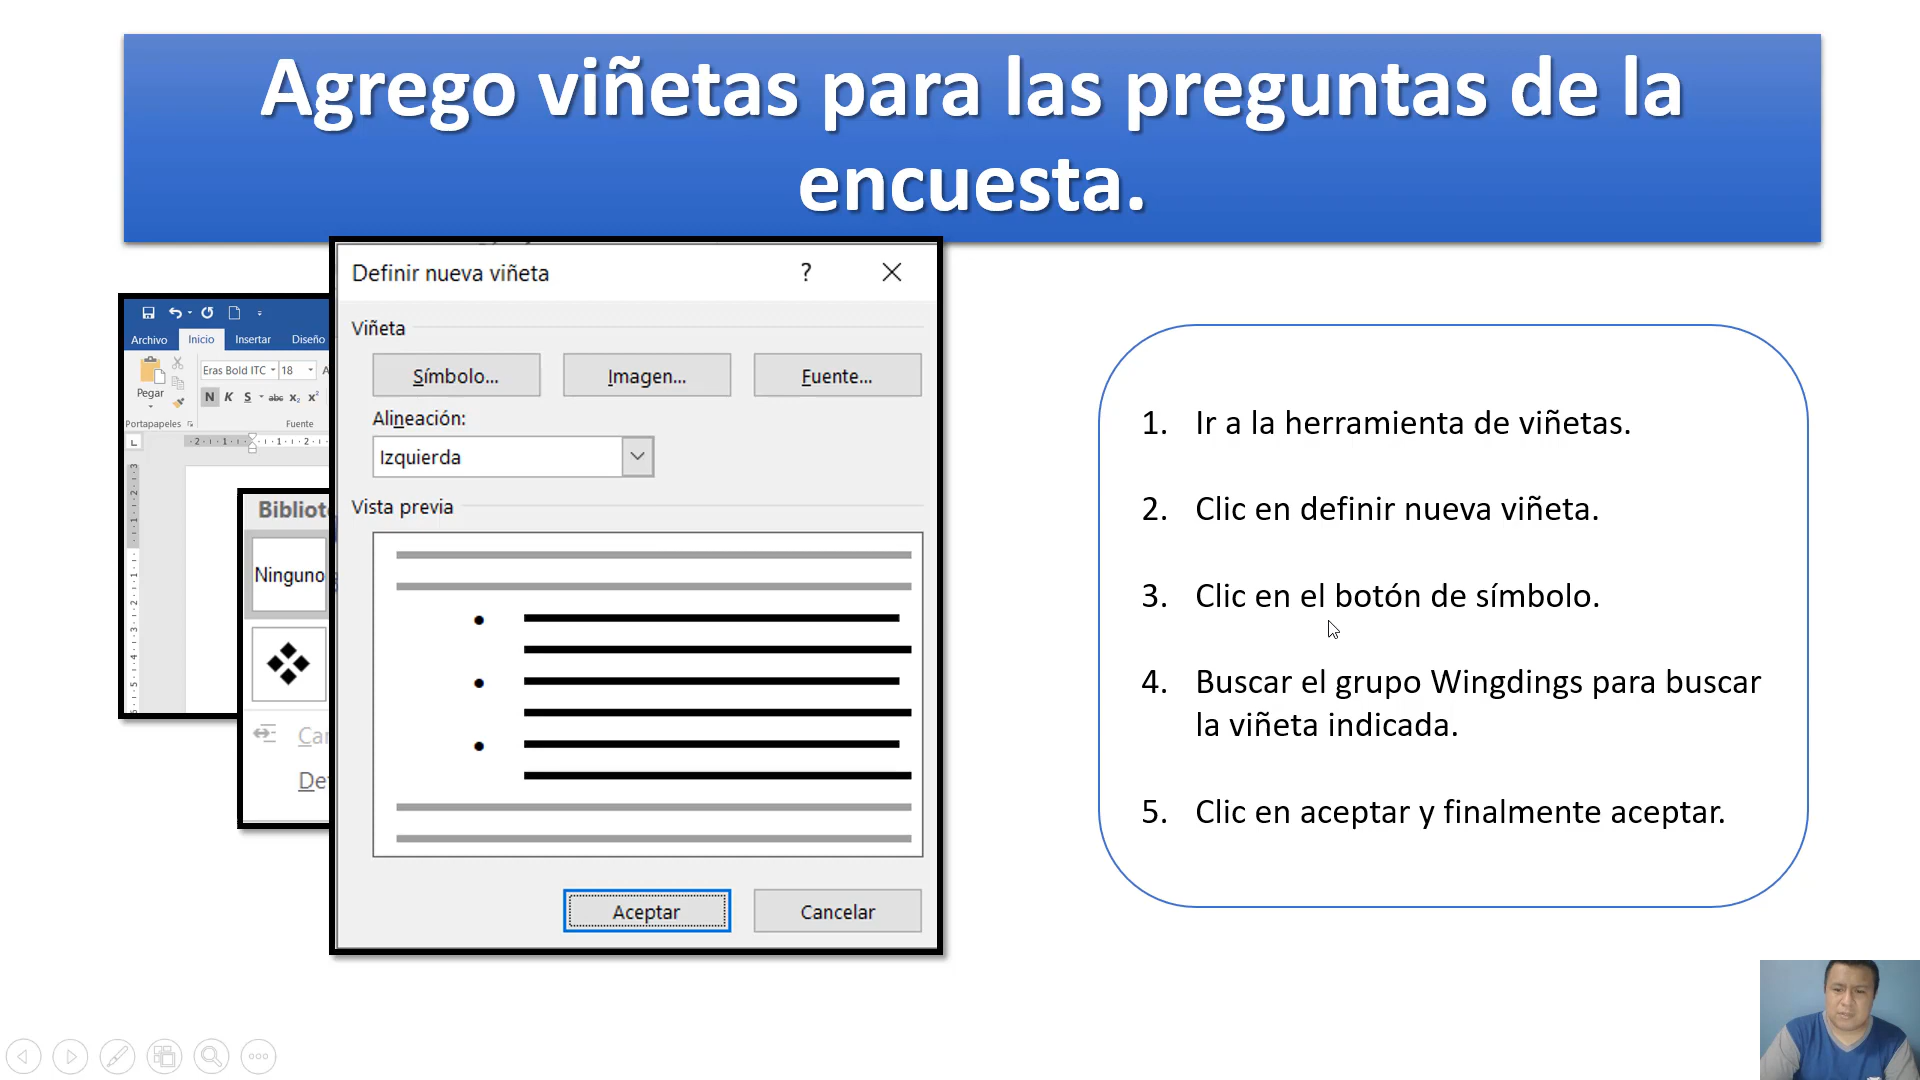 Agrego viñetas para las preguntas de la
encuesta.
Archivo Inicio Insertar Diseño
Pegar
Eras Bold ITC 18
N K S abc x₂ x²
Portapapeles Fuente
Ninguno
Definir nueva viñeta ? ×
Viñeta
Símbolo... Imagen... Fuente...
Alineación:
Izquierda
Vista previa
Aceptar Cancelar
1. Ir a la herramienta de viñetas.
2. Clic en definir nueva viñeta.
3. Clic en el botón de símbolo.
4. Buscar el grupo Wingdings para buscar
la viñeta indicada.
5. Clic en aceptar y finalmente aceptar.